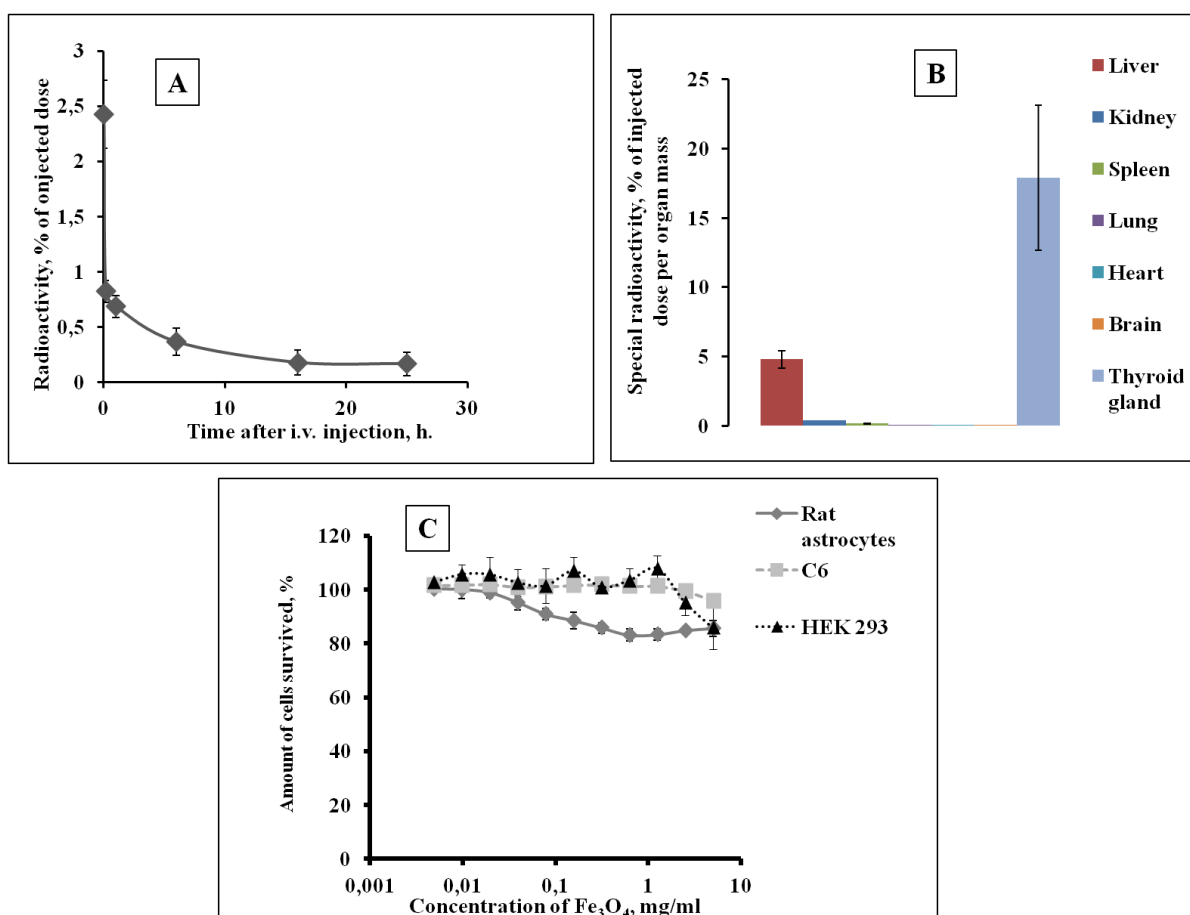 A
Radioactivity, % of onjected dose
3
2,5
2
1,5
1
0,5
0
0 10 20 30
Time after i.v. injection, h.
B
Special radioactivity, % of injected
dose per organ mass
25
20
15
10
5
0
Liver
Kidney
Spleen
Lung
Heart
Brain
Thyroid
gland
C
Amount of cells survived, %
120
100
80
60
40
20
0
0,001 0,01 0,1 1 10
Concentration of Fe₃O₄, mg/ml
Rat
astrocytes
C6
HEK 293